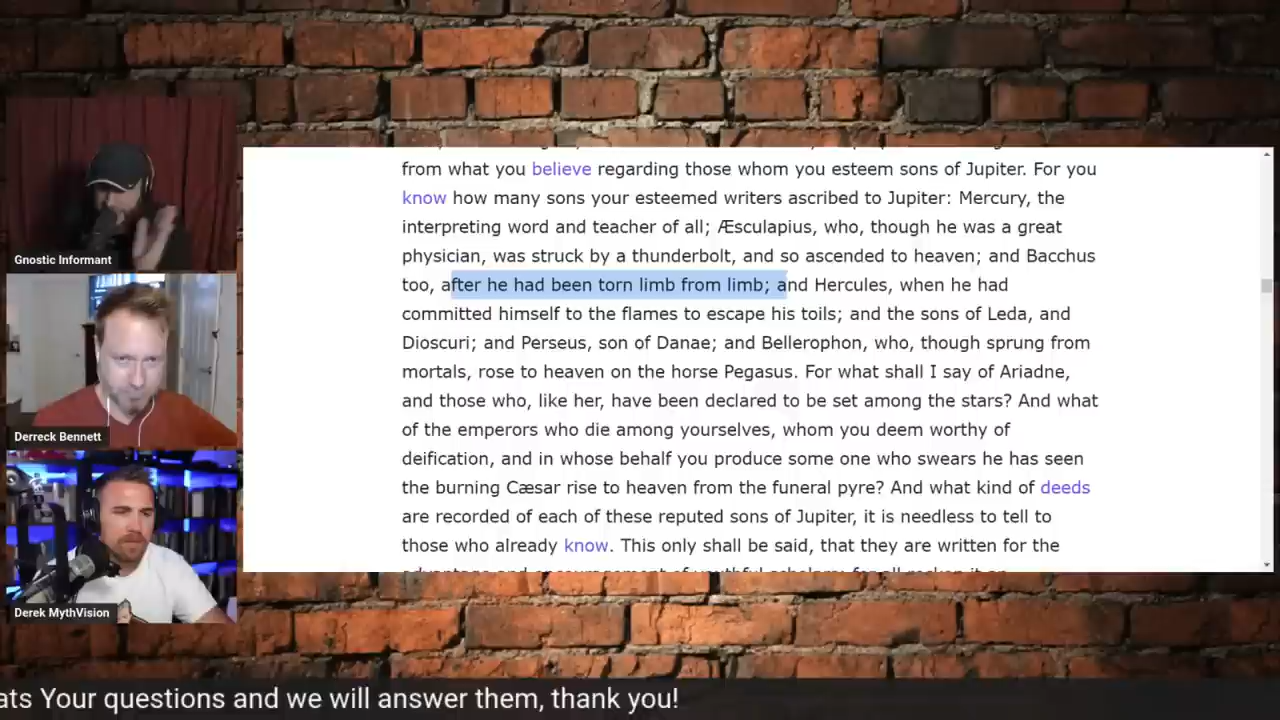 Gnostic Informant
Derreck Bennett
Derek MythVision
from what you believe regarding those whom you esteem sons of Jupiter. For you
know how many sons your esteemed writers ascribed to Jupiter: Mercury, the
interpreting word and teacher of all; Æsculapius, who, though he was a great
physician, was struck by a thunderbolt, and so ascended to heaven; and Bacchus
too, after he had been torn limb from limb; and Hercules, when he had
committed himself to the flames to escape his toils; and the sons of Leda, and
Dioscuri; and Perseus, son of Danae; and Bellerophon, who, though sprung from
mortals, rose to heaven on the horse Pegasus. For what shall I say of Ariadne,
and those who, like her, have been declared to be set among the stars? And what
of the emperors who die among yourselves, whom you deem worthy of
deification, and in whose behalf you produce some one who swears he has seen
the burning Cæsar rise to heaven from the funeral pyre? And what kind of deeds
are recorded of each of these reputed sons of Jupiter, it is needless to tell to
those who already know. This only shall be said, that they are written for the
ats Your questions and we will answer them, thank you!